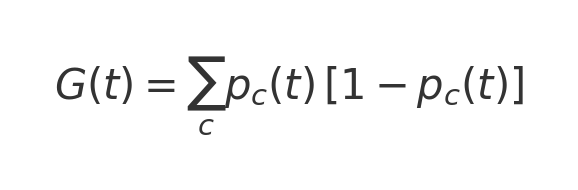 G(t) = ∑_c p_c(t) [1 − p_c(t)]